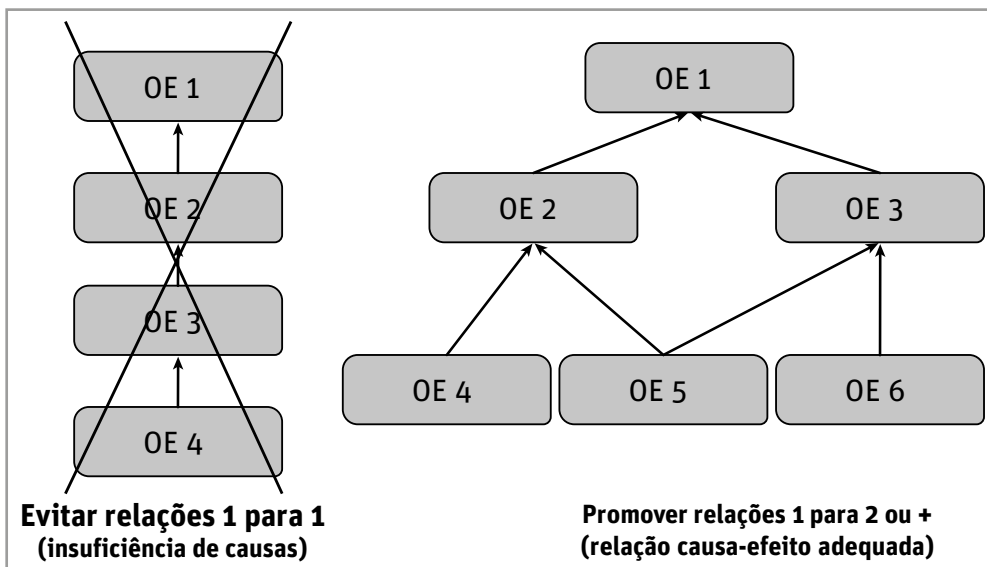 OE 1
OE 2
OE 3
OE 4
Evitar relações 1 para 1
(insuficiência de causas)
OE 1
OE 2
OE 3
OE 4
OE 5
OE 6
Promover relações 1 para 2 ou +
(relação causa-efeito adequada)